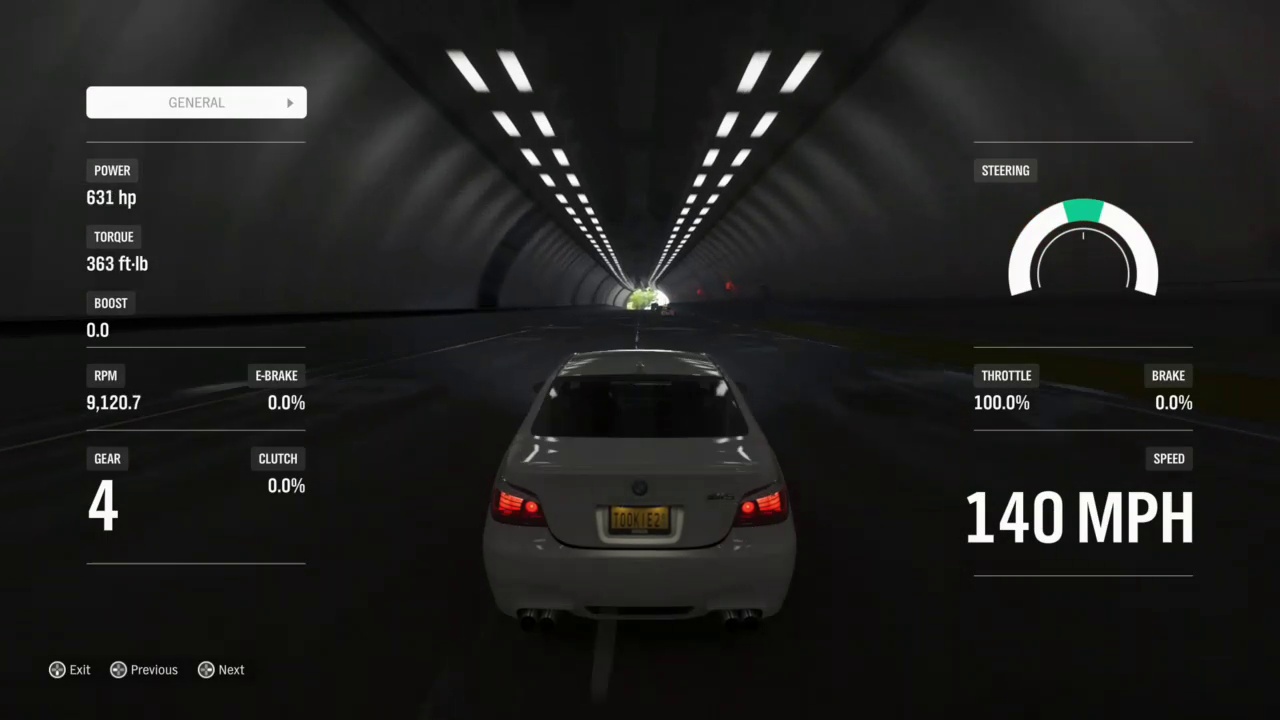 GENERAL
POWER
631 hp
TORQUE
363 ft·lb
BOOST
0.0
RPM
E-BRAKE
9,120.7
0.0%
GEAR
CLUTCH
4
0.0%
STEERING
THROTTLE
BRAKE
100.0%
0.0%
SPEED
140 MPH
TOOKIE21
Exit
Previous
Next